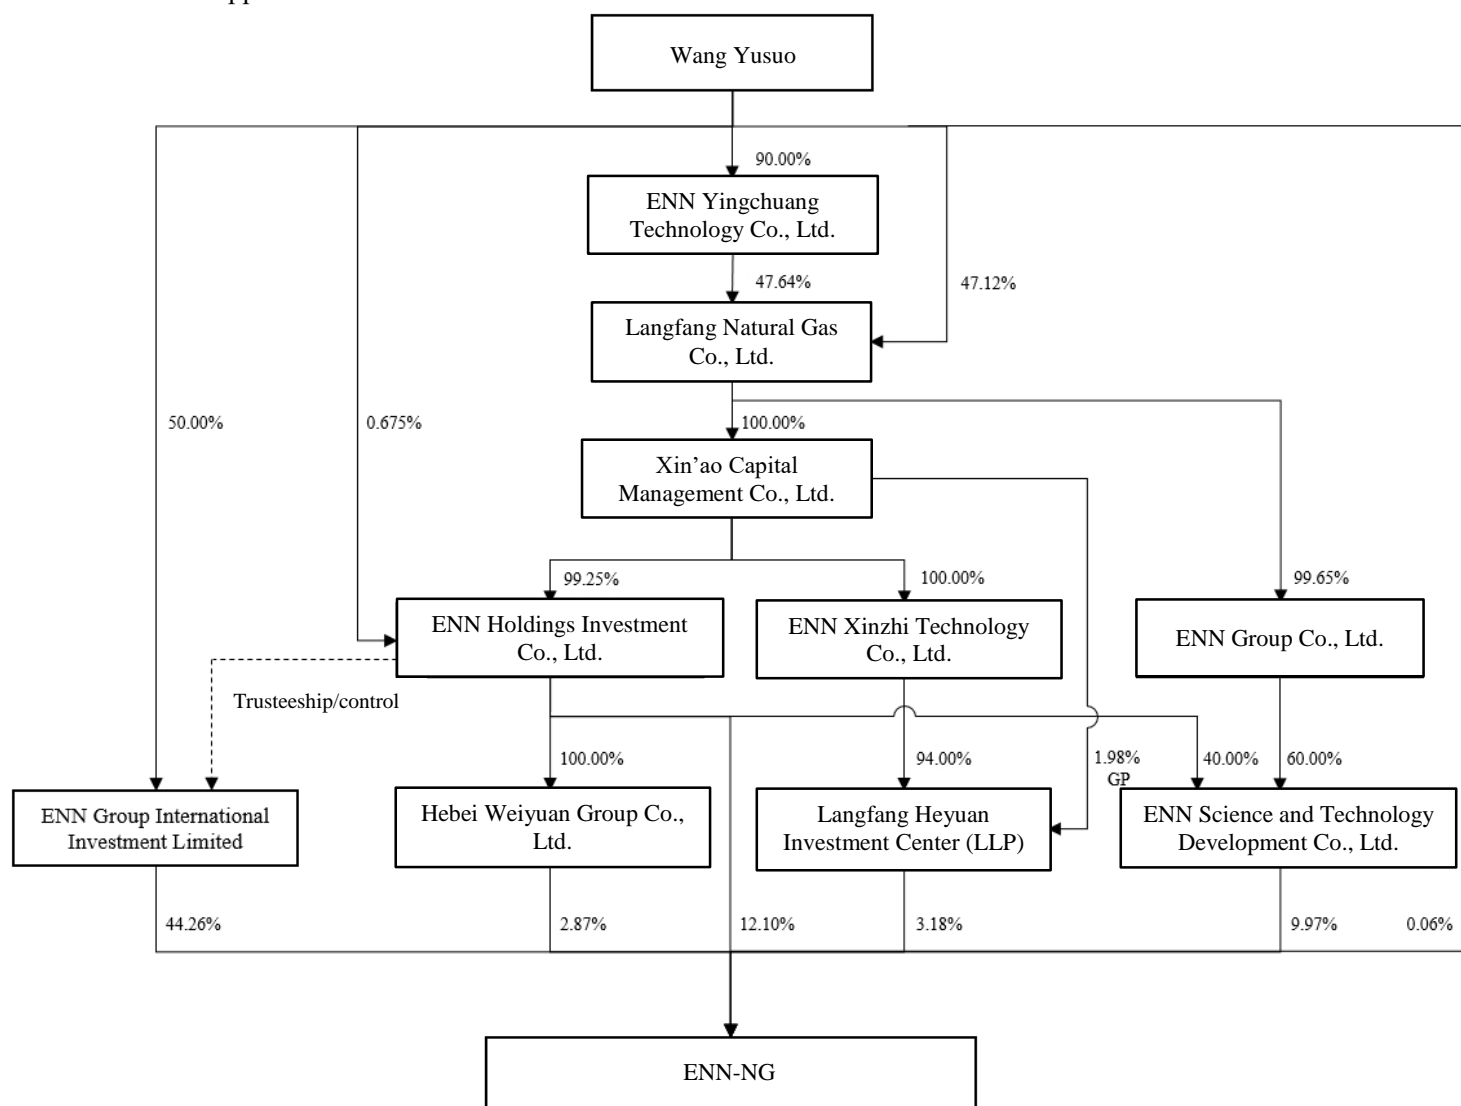 Wang Yusuo
90.00%
ENN Yingchuang
Technology Co., Ltd.
47.64%
47.12%
Langfang Natural Gas
Co., Ltd.
50.00%
0.675%
100.00%
Xin’ao Capital
Management Co., Ltd.
99.25%
100.00%
99.65%
ENN Holdings Investment
Co., Ltd.
ENN Xinzhi Technology
Co., Ltd.
ENN Group Co., Ltd.
Trusteeship/control
100.00%
94.00%
1.98%
GP
40.00%
60.00%
ENN Group International
Investment Limited
Hebei Weiyuan Group Co.,
Ltd.
Langfang Heyuan
Investment Center (LLP)
ENN Science and Technology
Development Co., Ltd.
44.26%
2.87%
12.10%
3.18%
9.97%
0.06%
ENN-NG